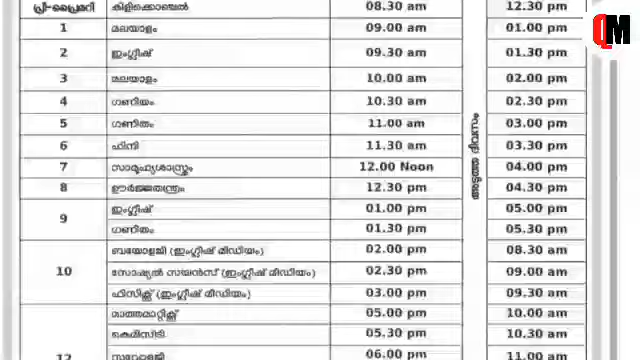 പ്രീ-പ്രൈമറി കിളിക്കൊഞ്ചൽ 08.30 am 12.30 pm
1 മലയാളം 09.00 am 01.00 pm
2 ഇംഗ്ലീഷ് 09.30 am 01.30 pm
3 മലയാളം 10.00 am 02.00 pm
4 ഗണിതം 10.30 am 02.30 pm
5 ഗണിതം 11.00 am 03.00 pm
6 ഹിന്ദി 11.30 am 03.30 pm
7 സാമൂഹ്യശാസ്ത്രം 12.00 Noon 04.00 pm
8 ഊർജ്ജതന്ത്രം 12.30 pm 04.30 pm
9 ഇംഗ്ലീഷ് 01.00 pm 05.00 pm
ഗണിതം 01.30 pm 05.30 pm
10 ബയോളജി (ഇംഗ്ലീഷ് മീഡിയം) 02.00 pm 08.30 am
സോഷ്യൽ സയൻസ് (ഇംഗ്ലീഷ് മീഡിയം) 02.30 pm 09.00 am
ഫിസിക്സ് (ഇംഗ്ലീഷ് മീഡിയം) 03.00 pm 09.30 am
മാത്തമാറ്റിക്സ് 05.00 pm 10.00 am
കെമിസ്ട്രി 05.30 pm 10.30 am
12 സുവോളജി 06.00 pm 11.00 am
അടുത്ത ദിവസം
QM